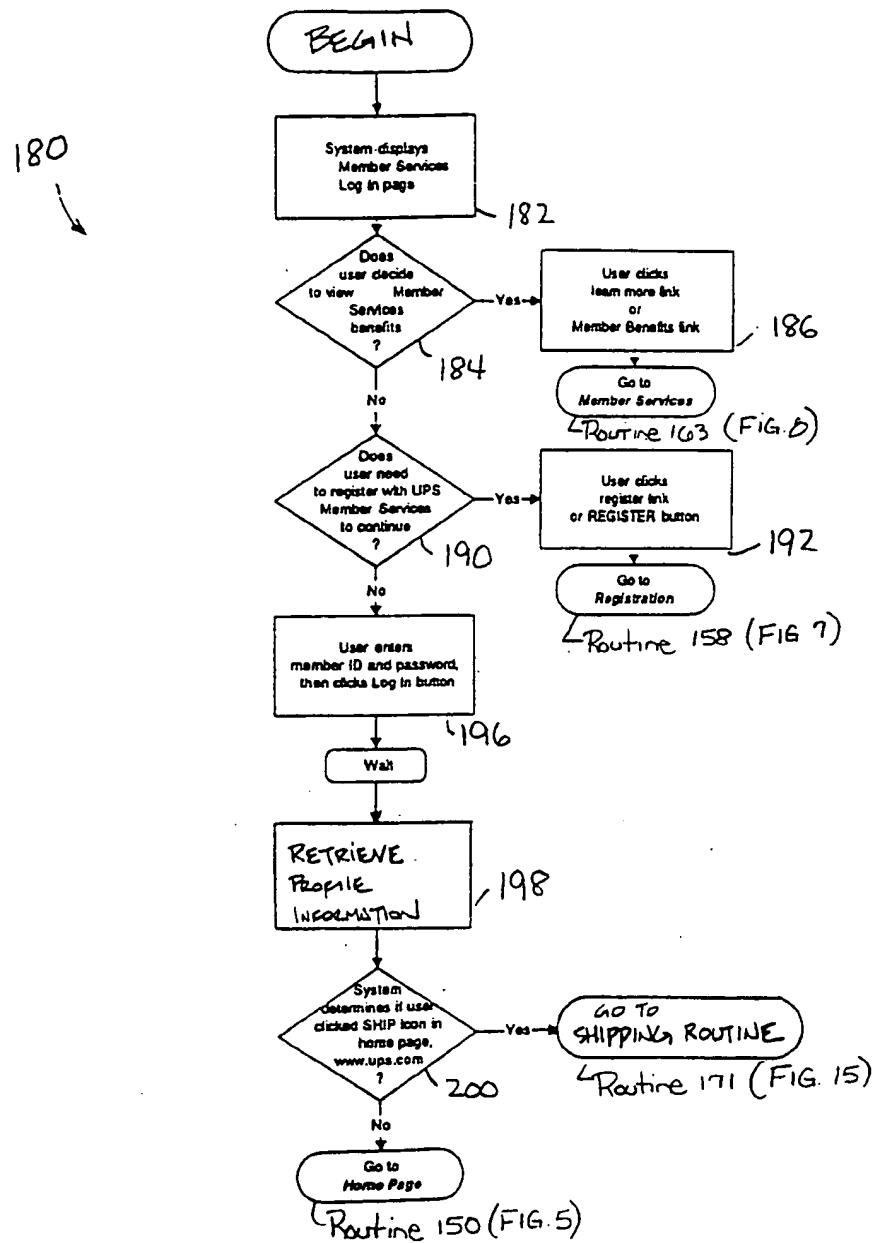 BEGIN
180
System displays
Member Services
Log In page
182
Does
user decide
to view Member
Services
benefits
?
184
Yes
User clicks
learn more link
or
Member Benefits link
186
Go to
Member Services
Routine 163 (FIG. 8)
No
Does
user need
to register with UPS
Member Services
to continue
?
190
Yes
User clicks
register link
or REGISTER button
192
Go to
Registration
Routine 158 (FIG 7)
No
User enters
member ID and password,
then clicks Log In button
196
Wait
RETRIEVE
PROFILE
INFORMATION
198
System
determines if user
clicked SHIP Icon in
home page,
www.ups.com
?
200
Yes
GO TO
SHIPPING ROUTINE
Routine 171 (FIG. 15)
No
Go to
Home Page
Routine 150 (FIG. 5)